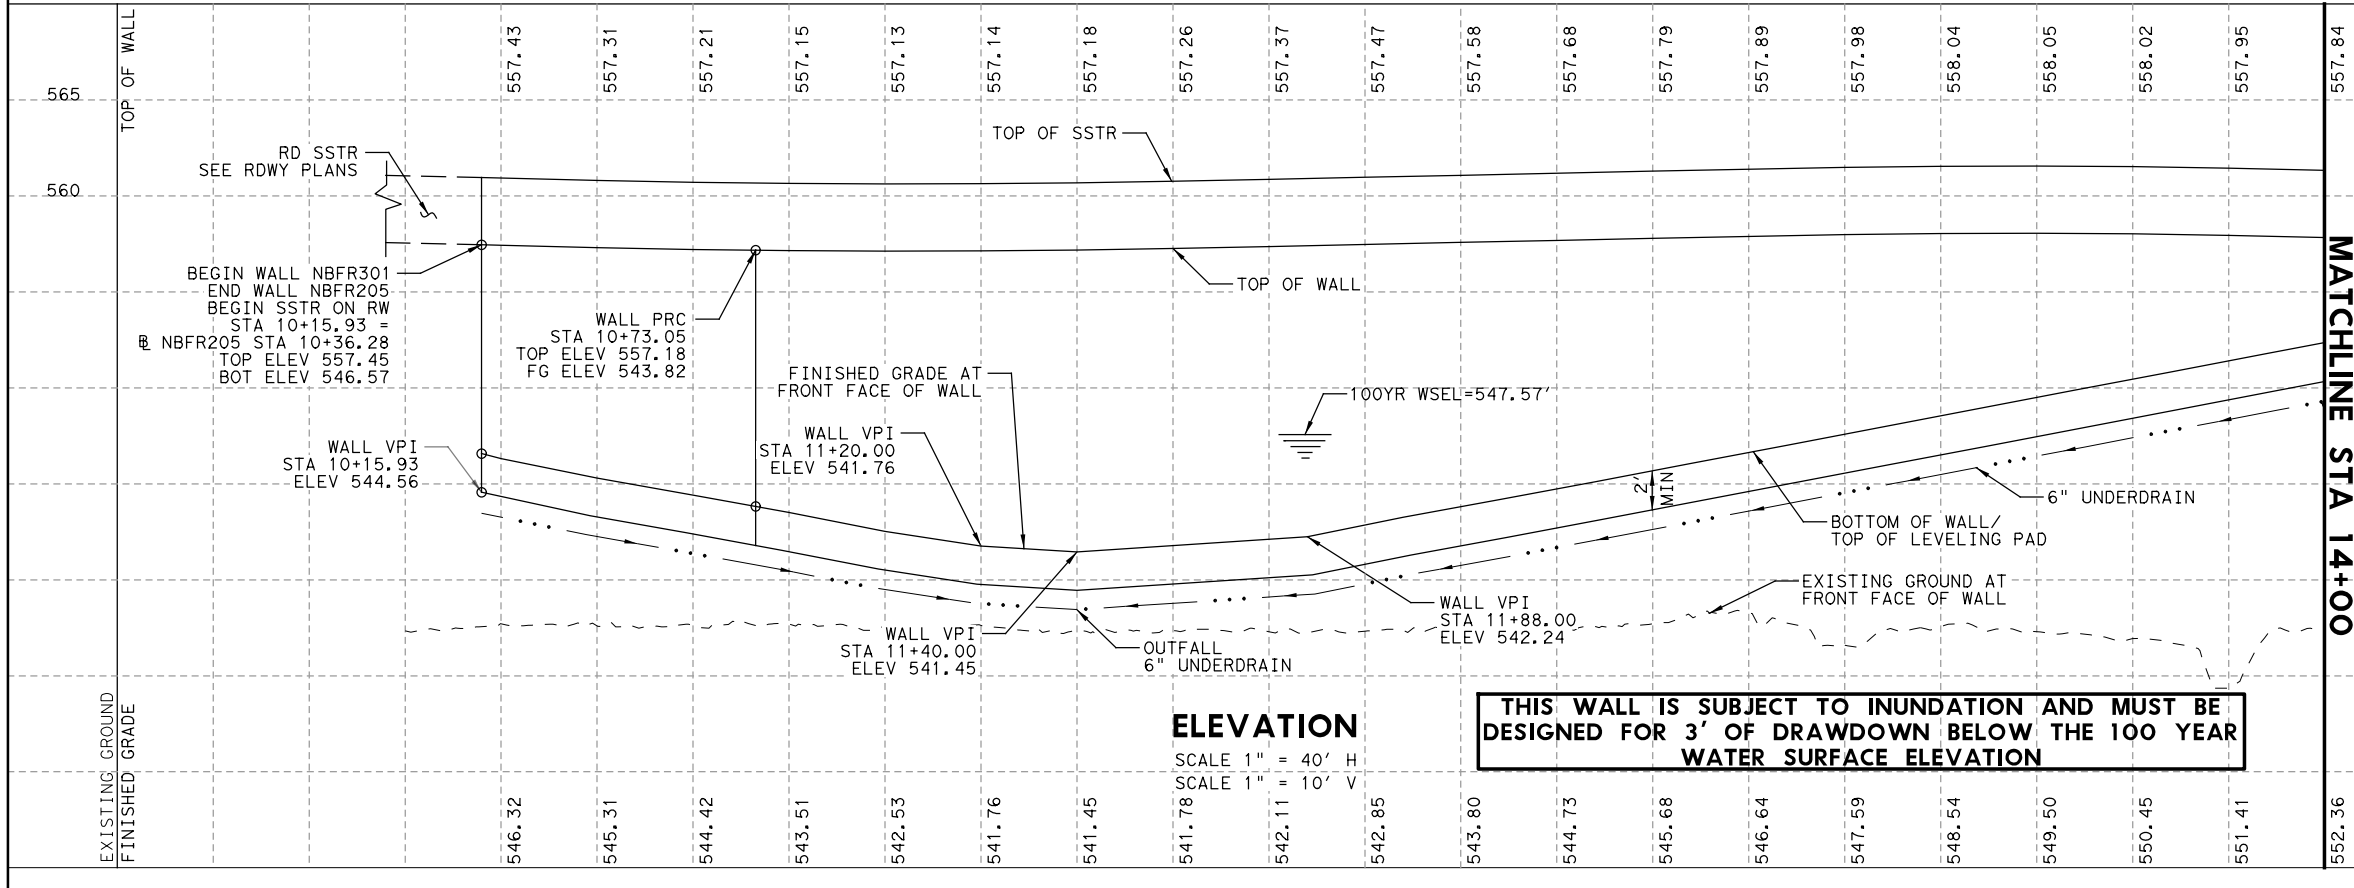 TOP OF WALL
557.43
557.31
557.21
557.15
557.13
557.14
557.18
557.26
557.37
557.47
557.58
557.68
557.79
557.89
557.98
558.04
558.05
558.02
557.95
557.84
565
560
TOP OF SSTR
RD SSTR
SEE RDWY PLANS
BEGIN WALL NBFR301
END WALL NBFR205
BEGIN SSTR ON RW
STA 10+15.93 =
BL NBFR205 STA 10+36.28
TOP ELEV 557.45
BOT ELEV 546.57
TOP OF WALL
WALL PRC
STA 10+73.05
TOP ELEV 557.18
FG ELEV 543.82
FINISHED GRADE AT
FRONT FACE OF WALL
100YR WSEL=547.57'
WALL VPI
STA 10+15.93
ELEV 544.56
WALL VPI
STA 11+20.00
ELEV 541.76
2'
MIN
6" UNDERDRAIN
BOTTOM OF WALL/
TOP OF LEVELING PAD
EXISTING GROUND AT
FRONT FACE OF WALL
WALL VPI
STA 11+88.00
ELEV 542.24
WALL VPI
STA 11+40.00
ELEV 541.45
OUTFALL
6" UNDERDRAIN
MATCHLINE STA 14+00
ELEVATION
SCALE 1" = 40' H
SCALE 1" = 10' V
THIS WALL IS SUBJECT TO INUNDATION AND MUST BE
DESIGNED FOR 3' OF DRAWDOWN BELOW THE 100 YEAR
WATER SURFACE ELEVATION
EXISTING GROUND
FINISHED GRADE
546.32
545.31
544.42
543.51
542.53
541.76
541.45
541.78
542.11
542.85
543.80
544.73
545.68
546.64
547.59
548.54
549.50
550.45
551.41
552.36